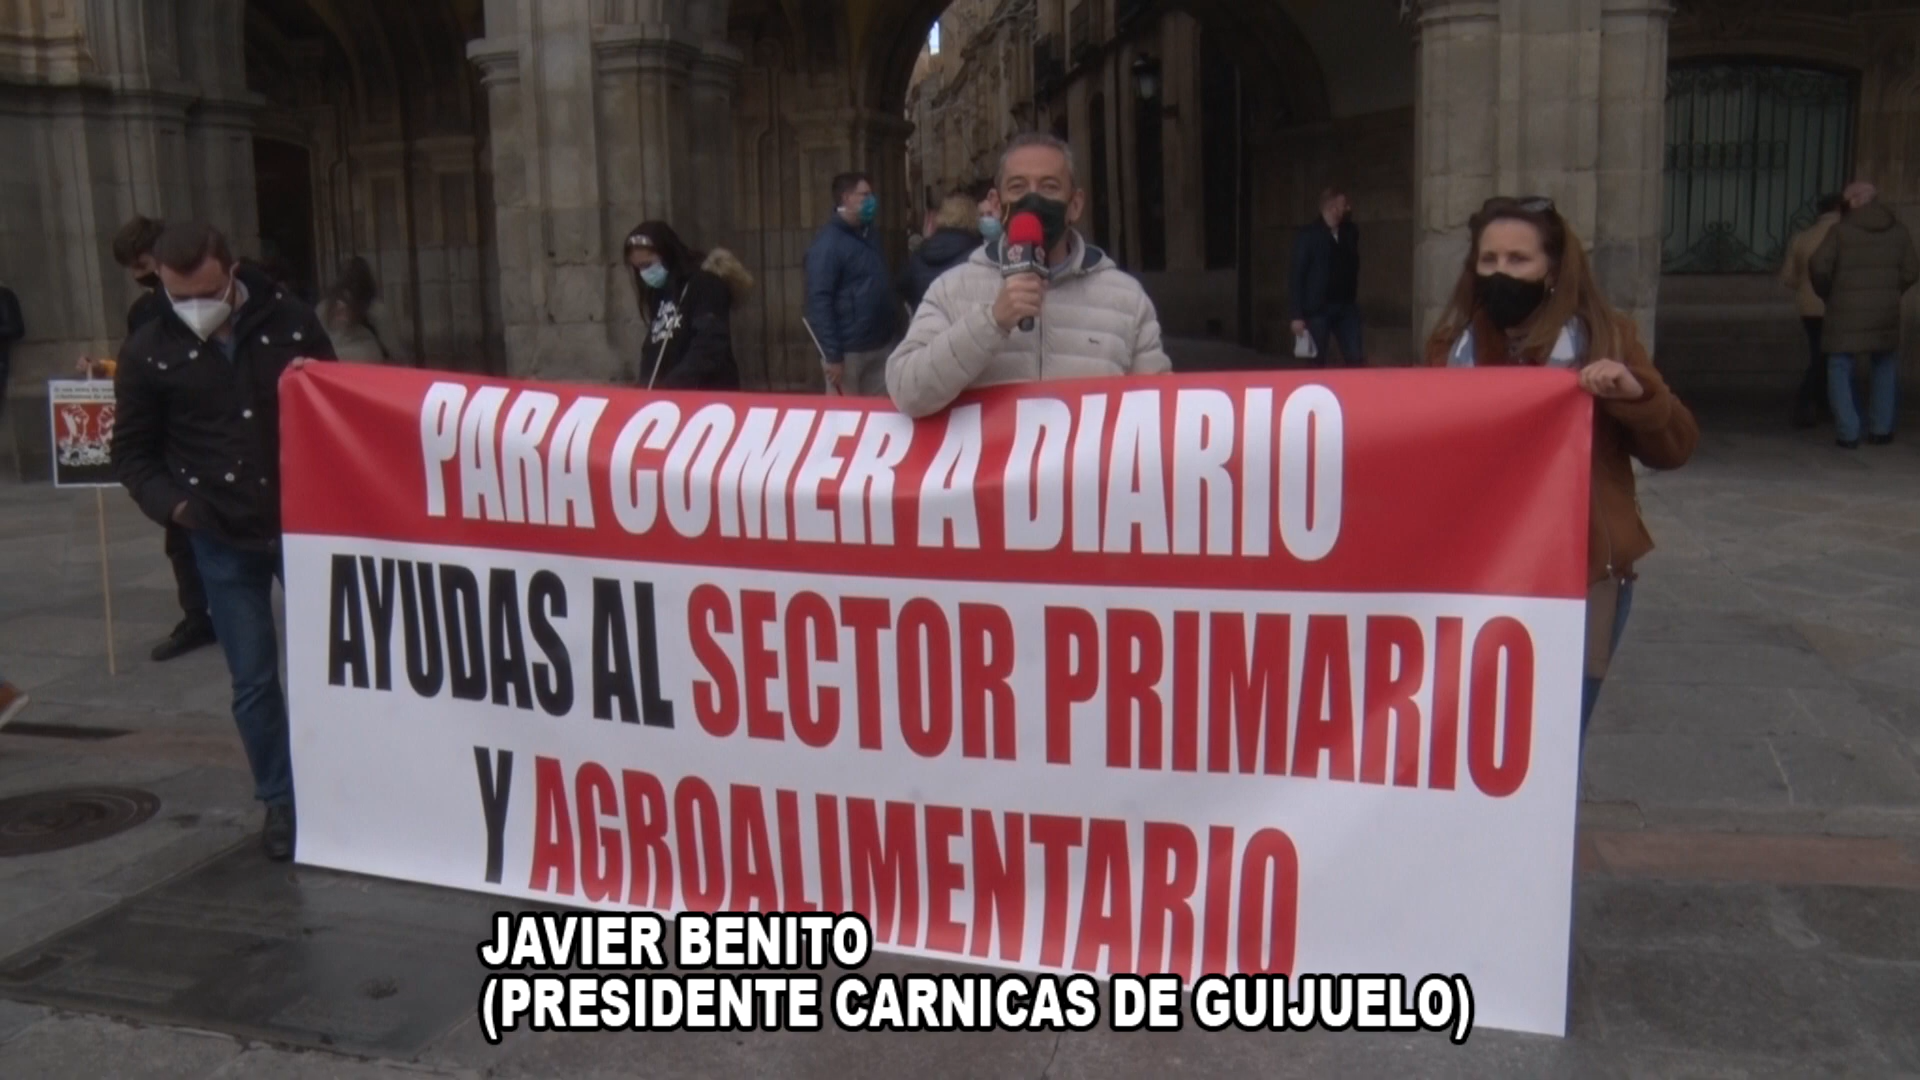 PARA COMER A DIARIO
AYUDAS AL SECTOR PRIMARIO
Y AGROALIMENTARIO
JAVIER BENITO
(PRESIDENTE CARNICAS DE GUIJUELO)